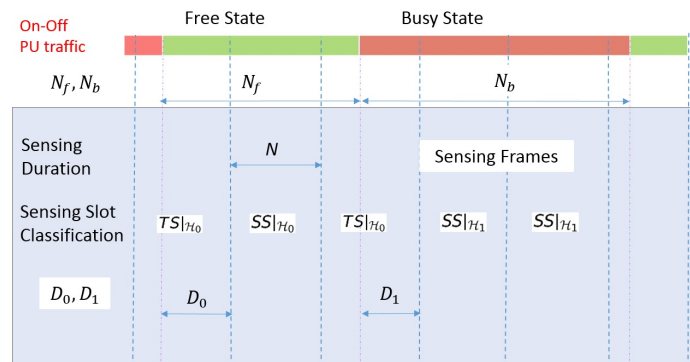 On-Off
PU traffic
Free State
Busy State
N_f, N_b
N_f
N_b
Sensing
Duration
N
Sensing Frames
Sensing Slot
Classification
TS|_{ℋ_0}
SS|_{ℋ_0}
TS|_{ℋ_0}
SS|_{ℋ_1}
SS|_{ℋ_1}
D_0, D_1
D_0
D_1